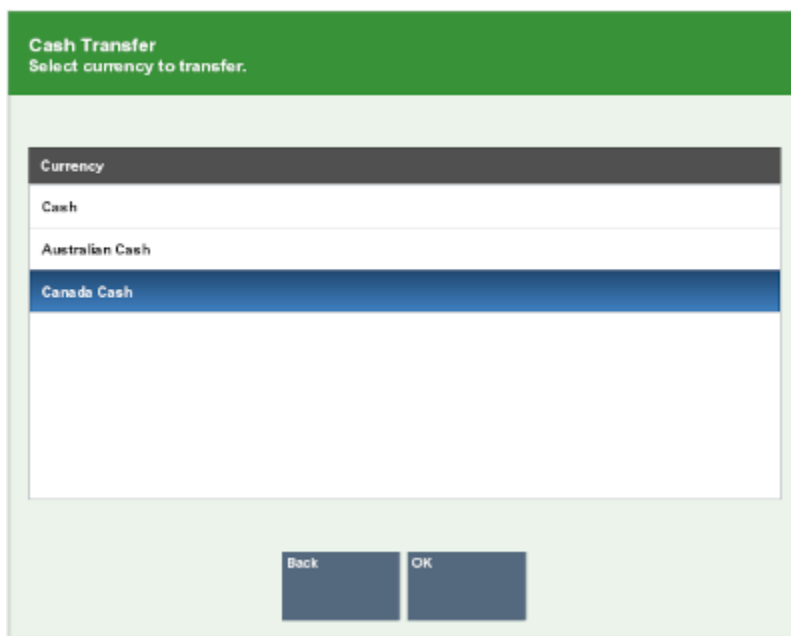 Cash Transfer
Select currency to transfer.
Currency
Cash
Australian Cash
Canada Cash
Back OK